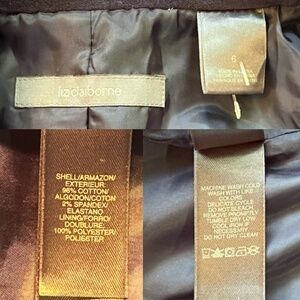 lizclaiborne
6
MADE IN
SHELL/ARMAZON/
EXTERIEUR:
98% COTTON/
ALGODON/COTON
2% SPANDEX/
ELASTANO
LINING/FORRO/
DOUBLURE:
100% POLYESTER/
POLIESTER
MACHINE WASH COLD
WASH WITH LIKE
COLORS
DELICATE CYCLE
DO NOT BLEACH
REMOVE PROMPTLY
TUMBLE DRY LOW
COOL IRON IF
NECESSARY
DO NOT DRY CLEAN